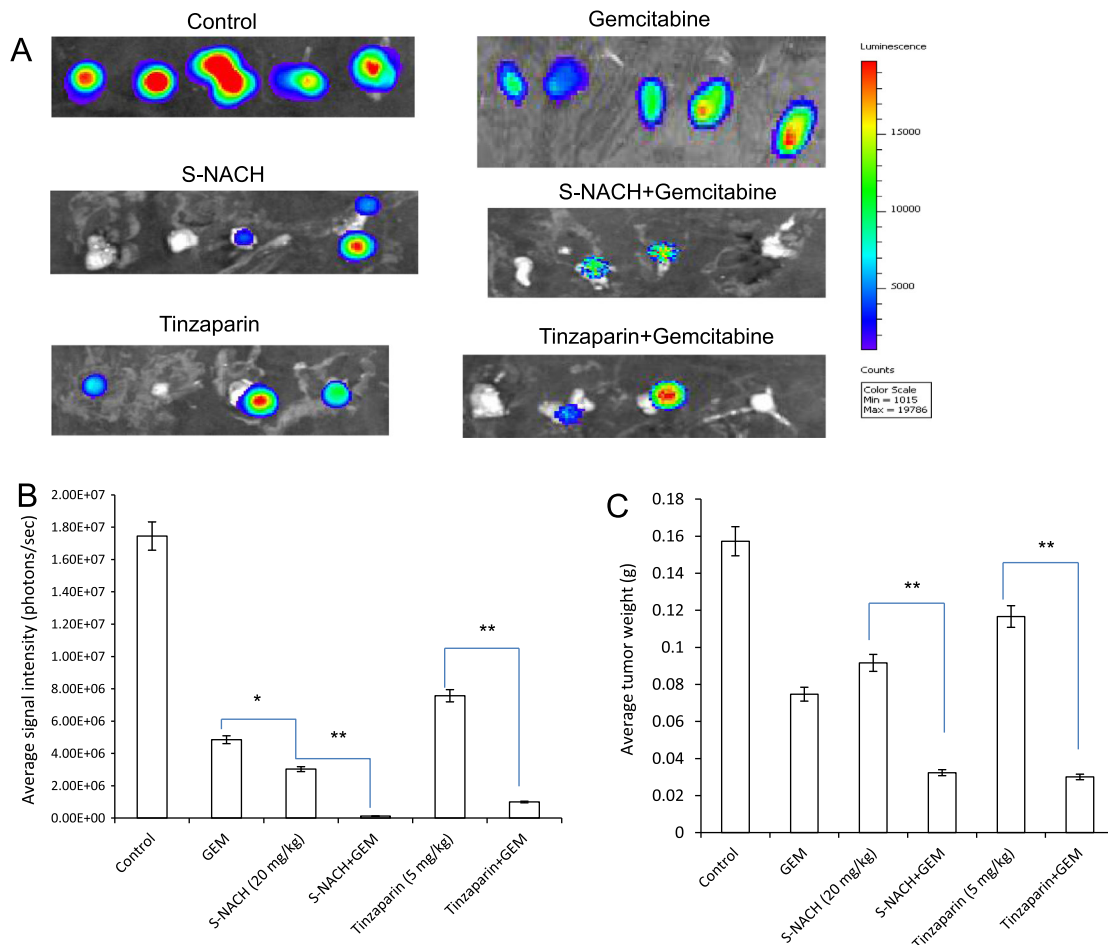 A
Control
Gemcitabine
S-NACH
S-NACH+Gemcitabine
Tinzaparin
Tinzaparin+Gemcitabine
Luminescence
15000
10000
5000
Counts
Color Scale
Min = 1015
Max = 19786
B
Average signal intensity (photons/sec)
2.00E+07
1.80E+07
1.60E+07
1.40E+07
1.20E+07
1.00E+07
8.00E+06
6.00E+06
4.00E+06
2.00E+06
0.00E+00
*
**
**
Control
GEM
S-NACH (20 mg/kg)
S-NACH+GEM
Tinzaparin (5 mg/kg)
Tinzaparin+GEM
C
Average tumor weight (g)
0.18
0.16
0.14
0.12
0.1
0.08
0.06
0.04
0.02
0
**
**
Control
GEM
S-NACH (20 mg/kg)
S-NACH+GEM
Tinzaparin (5 mg/kg)
Tinzaparin+GEM